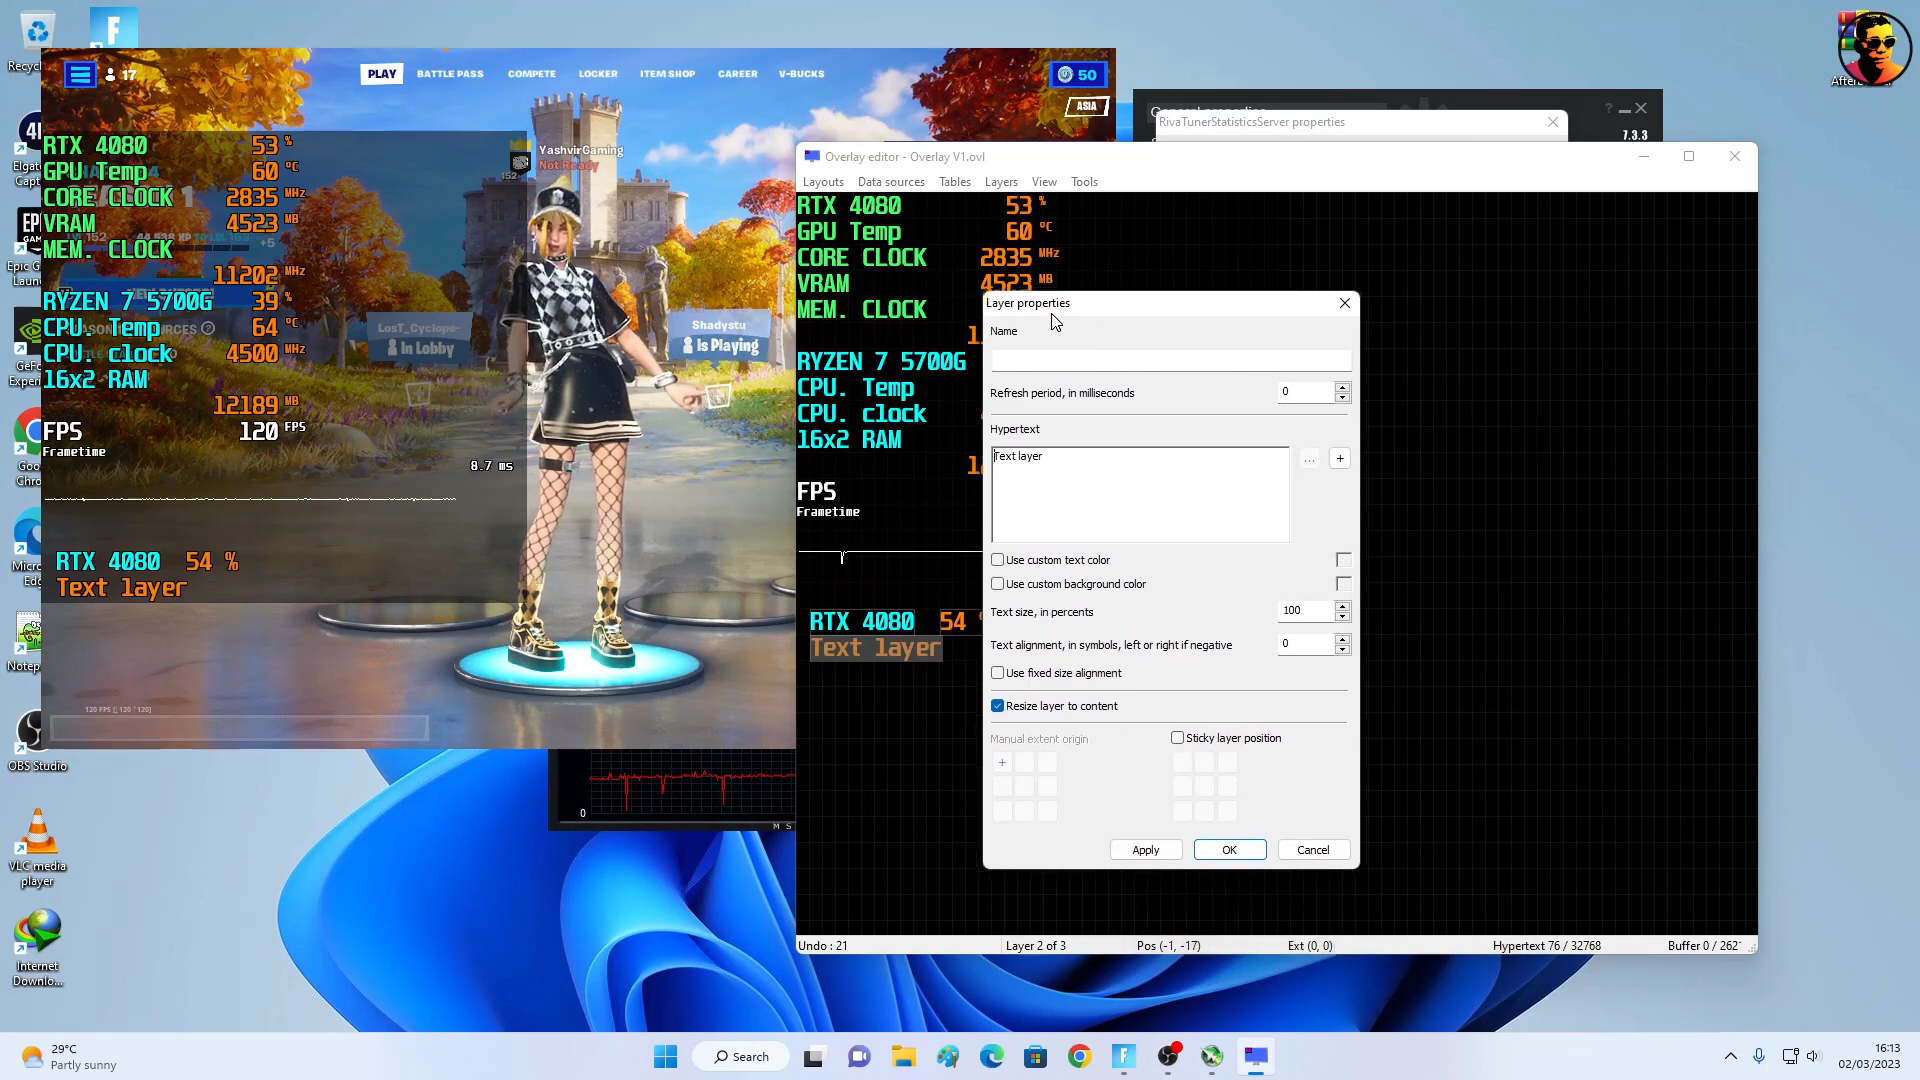 17
PLAY
BATTLE PASS
COMPETE
LOCKER
ITEM SHOP
CAREER
V-BUCKS
50
ASIA
YashvirGaming
Not Ready
152
RTX 4080 53 %
GPU Temp 60 °C
CORE CLOCK 2835 MHz
VRAM 4523 MB
MEM. CLOCK
11202 MHz
RYZEN 7 5700G 39 %
CPU. Temp 64 °C
CPU. clock 4500 MHz
16x2 RAM
12189 MB
FPS 120 FPS
Frametime
8.7 ms
RTX 4080 54 %
Text layer
LosT_Cyclope-
In Lobby
Shadystu
Is Playing
+5
RivaTunerStatisticsServer properties
7.3.3
Overlay editor - Overlay V1.ovl
Layouts Data sources Tables Layers View Tools
RTX 4080 53 %
GPU Temp 60 °C
CORE CLOCK 2835 MHz
VRAM 4523 MB
MEM. CLOCK
RYZEN 7 5700G
CPU. Temp
CPU. clock
16x2 RAM
FPS
Frametime
RTX 4080 54
Text layer
Layer properties
Name
Refresh period, in milliseconds 0
Hypertext
Text layer
... +
Use custom text color
Use custom background color
Text size, in percents 100
Text alignment, in symbols, left or right if negative 0
Use fixed size alignment
Resize layer to content
Manual extent origin
Sticky layer position
+
Apply OK Cancel
Undo : 21
Layer 2 of 3
Pos (-1, -17)
Ext (0, 0)
Hypertext 76 / 32768
Buffer 0 / 262
0
M S
OBS Studio
VLC media
player
Internet
Downlo...
29°C
Partly sunny
Search
16:13
02/03/2023